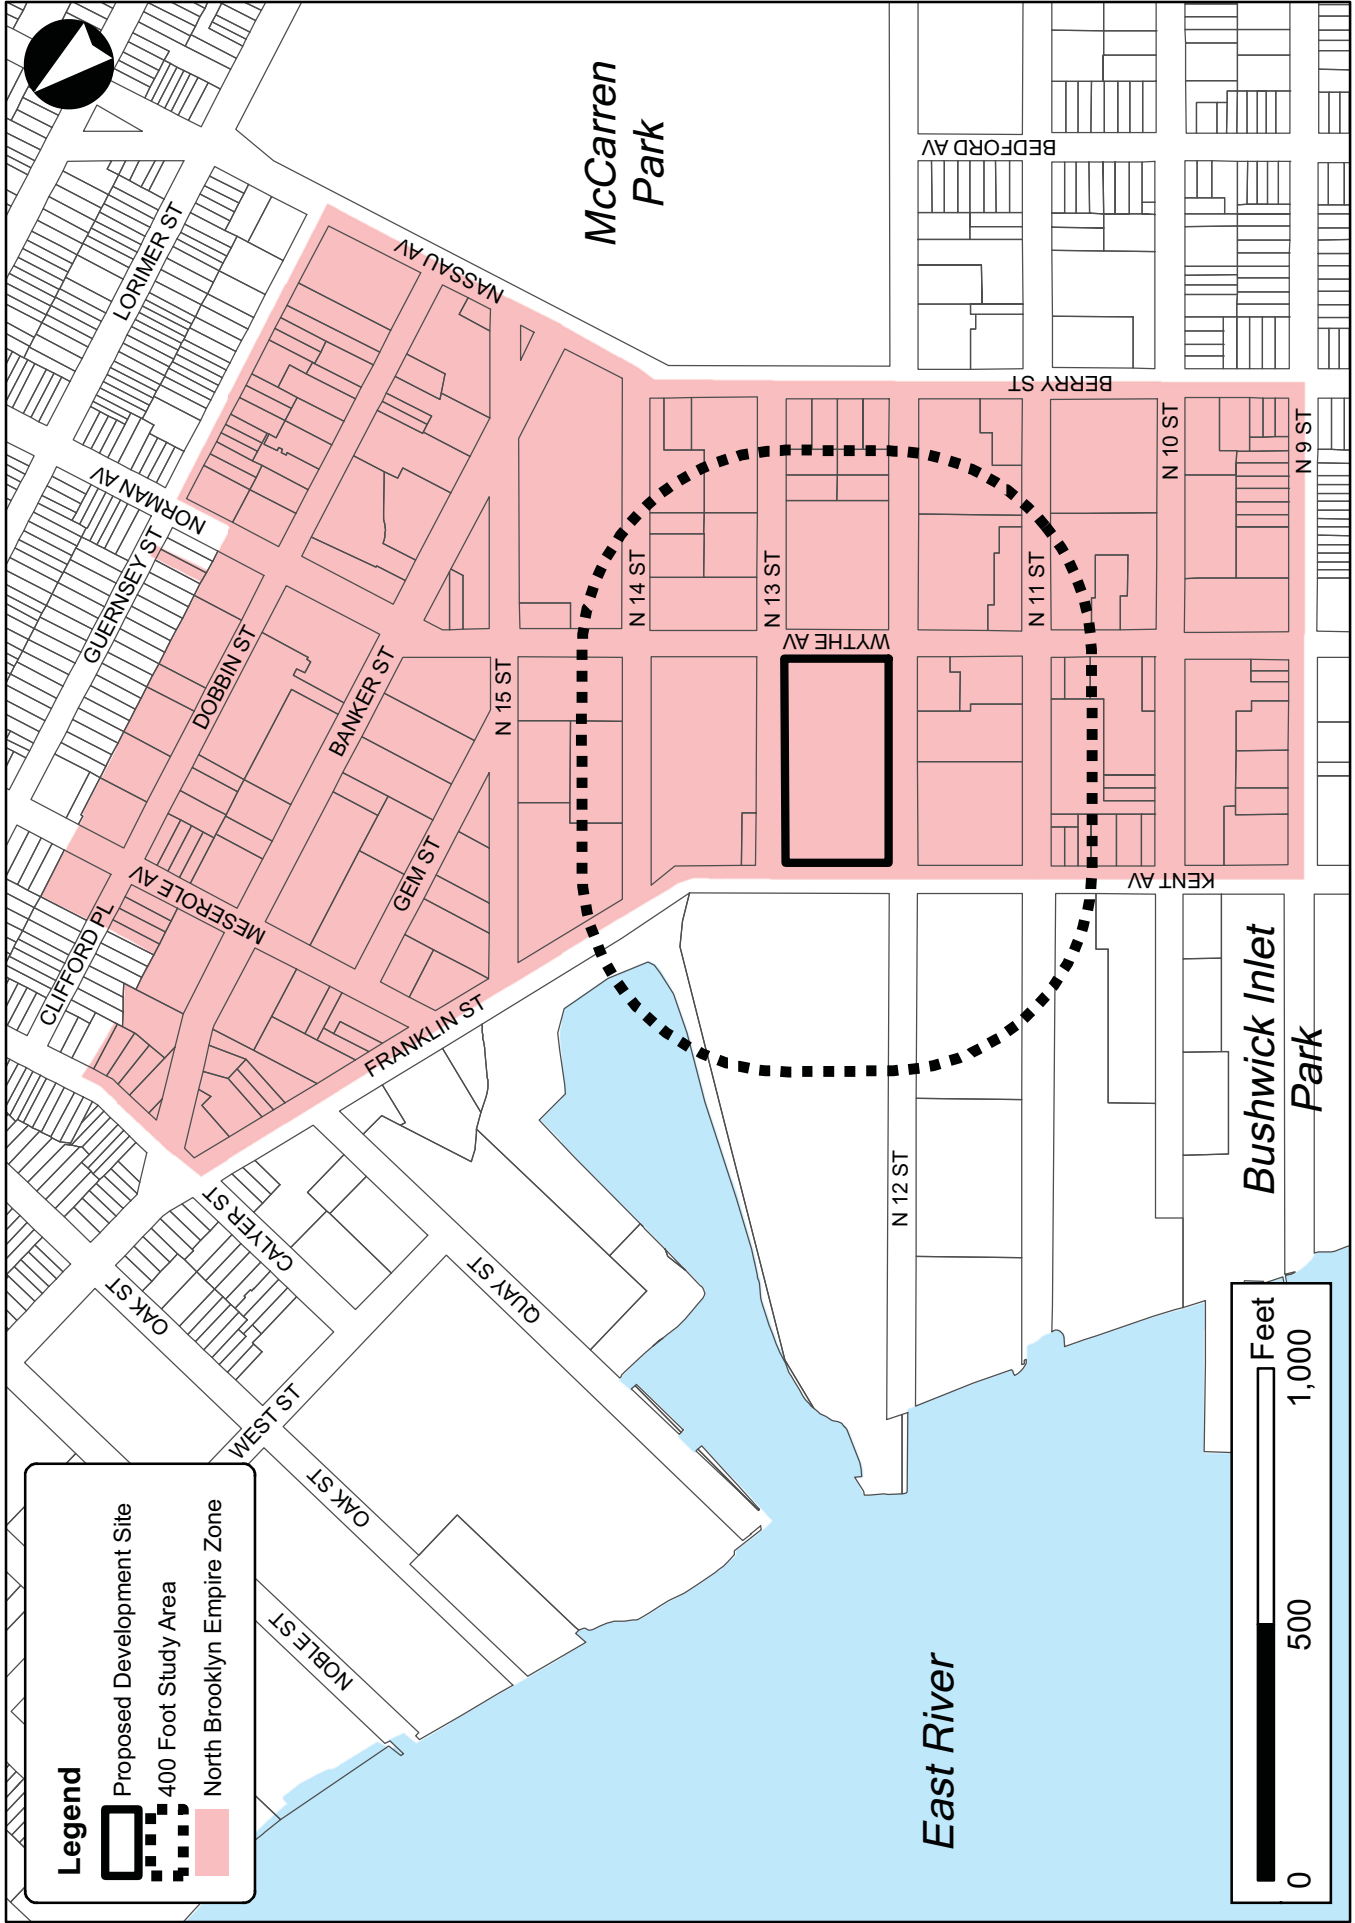 Legend
Proposed Development Site
400 Foot Study Area
North Brooklyn Empire Zone
LORIMER ST
NASSAU AV
McCarren
Park
BEDFORD AV
NORMAN AV
GUERNSEY ST
BERRY ST
N 10 ST
N 9 ST
DOBBIN ST
BANKER ST
N 15 ST
N 14 ST
N 13 ST
WYTHE AV
N 11 ST
CLIFFORD PL
MESEROLE AV
GEM ST
KENT AV
FRANKLIN ST
Bushwick Inlet
Park
N 12 ST
CALYER ST
OAK ST
QUAY ST
WEST ST
OAK ST
NOBLE ST
East River
0
500
1,000
Feet